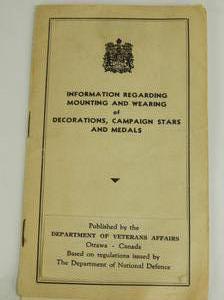 INFORMATION REGARDING
MOUNTING AND WEARING
of
DECORATIONS, CAMPAIGN STARS
AND MEDALS
Published by the
DEPARTMENT OF VETERANS AFFAIRS
Ottawa - Canada
Based on regulations issued by
The Department of National Defence